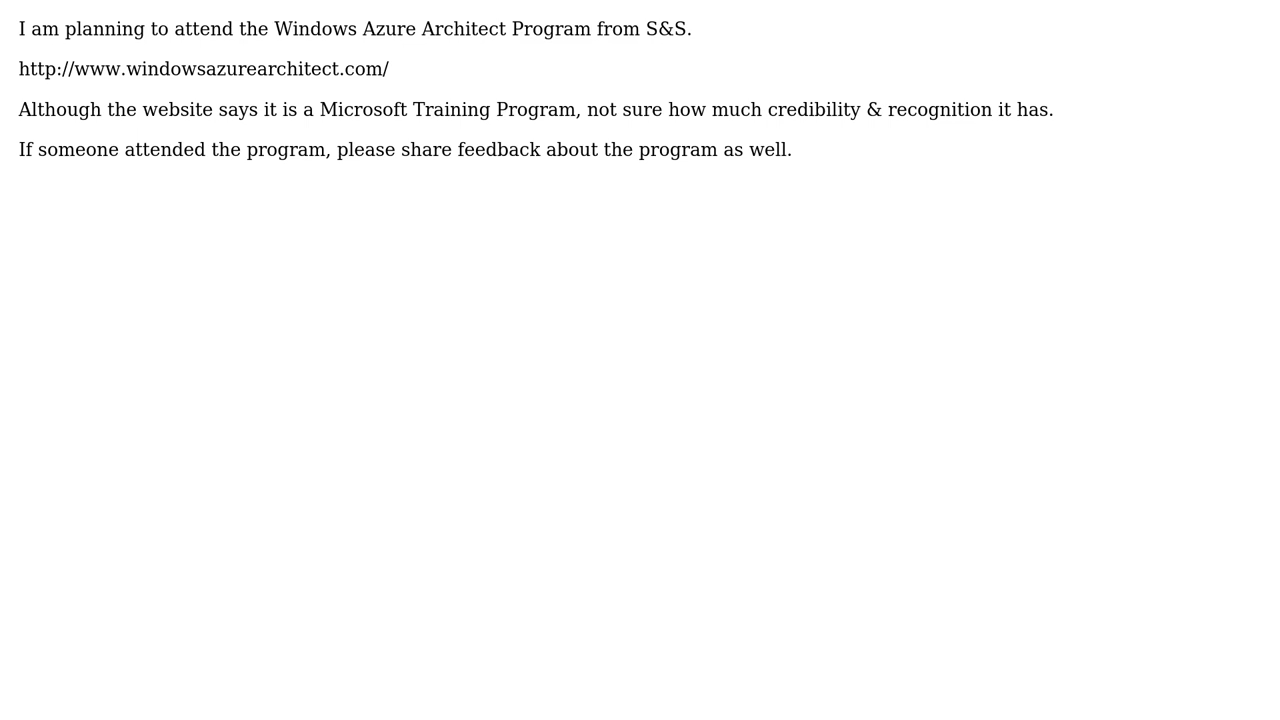 I am planning to attend the Windows Azure Architect Program from S&S.
http://www.windowsazurearchitect.com/
Although the website says it is a Microsoft Training Program, not sure how much credibility & recognition it has.
If someone attended the program, please share feedback about the program as well.